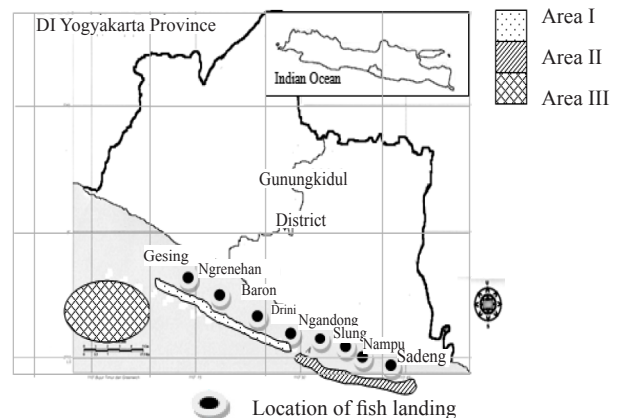 DI Yogyakarta Province
Indian Ocean
Area I
Area II
Area III
Gunungkidul
District
Gesing
Ngrenehan
Baron
Drini
Ngandong
Slung
Nampu
Sadeng
Location of fish landing